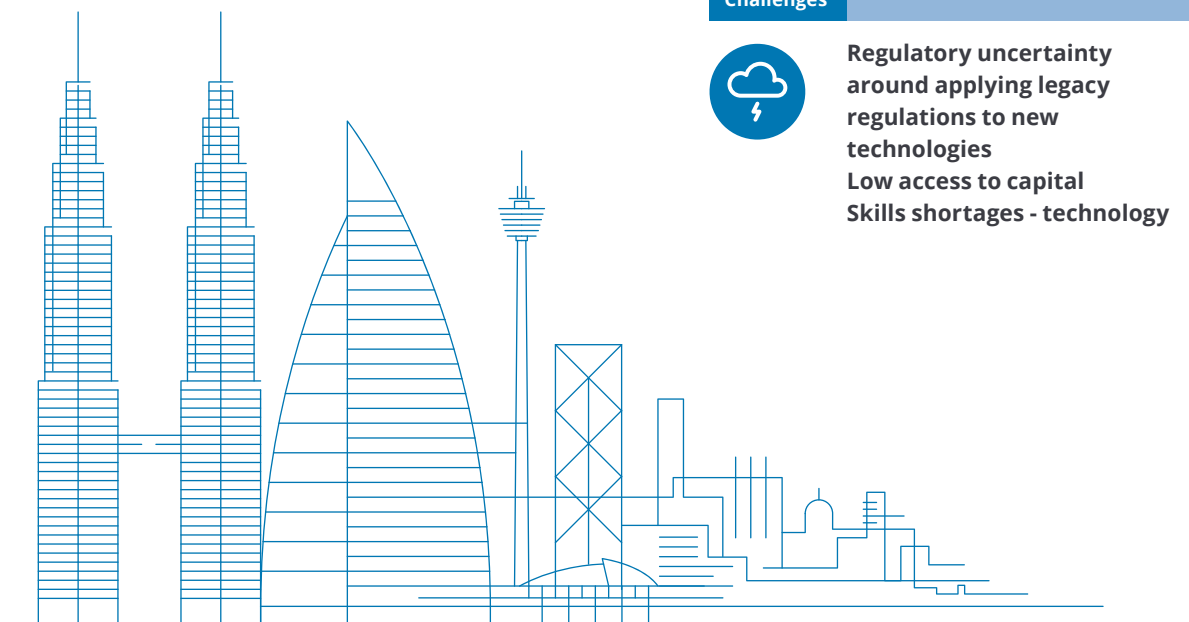 Challenges
Regulatory uncertainty
around applying legacy
regulations to new
technologies
Low access to capital
Skills shortages - technology